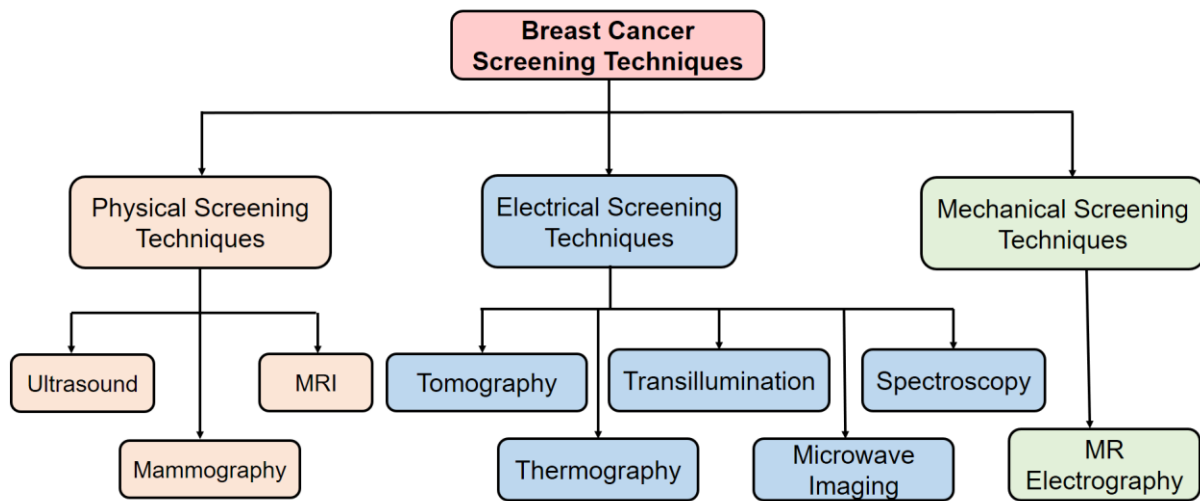 Breast Cancer
Screening Techniques
Physical Screening
Techniques
Electrical Screening
Techniques
Mechanical Screening
Techniques
Ultrasound
MRI
Tomography
Transillumination
Spectroscopy
Mammography
Thermography
Microwave
Imaging
MR
Electrography